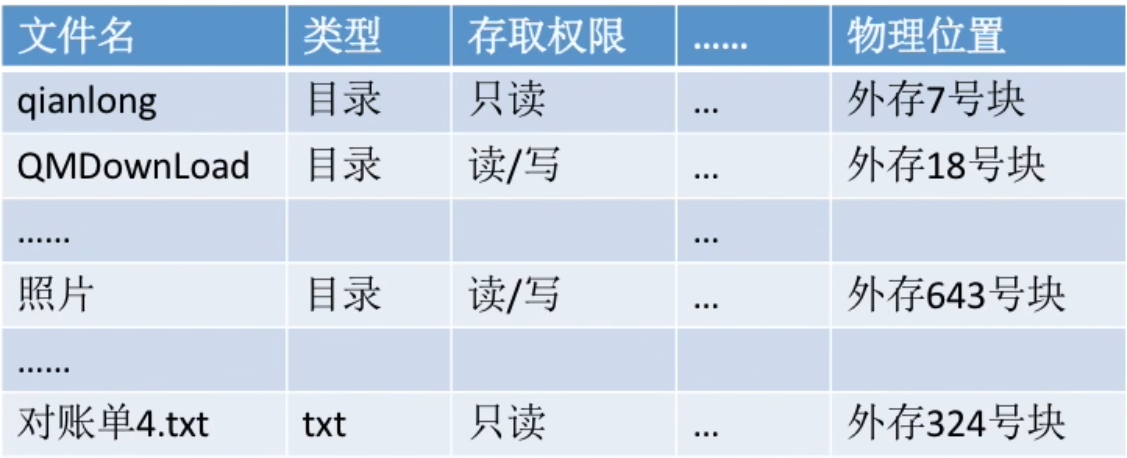 文件名 类型 存取权限 …… 物理位置
qianlong 目录 只读 … 外存7号块
QMDownLoad 目录 读/写 … 外存18号块
…… …
照片 目录 读/写 … 外存643号块
……
对账单4.txt txt 只读 … 外存324号块